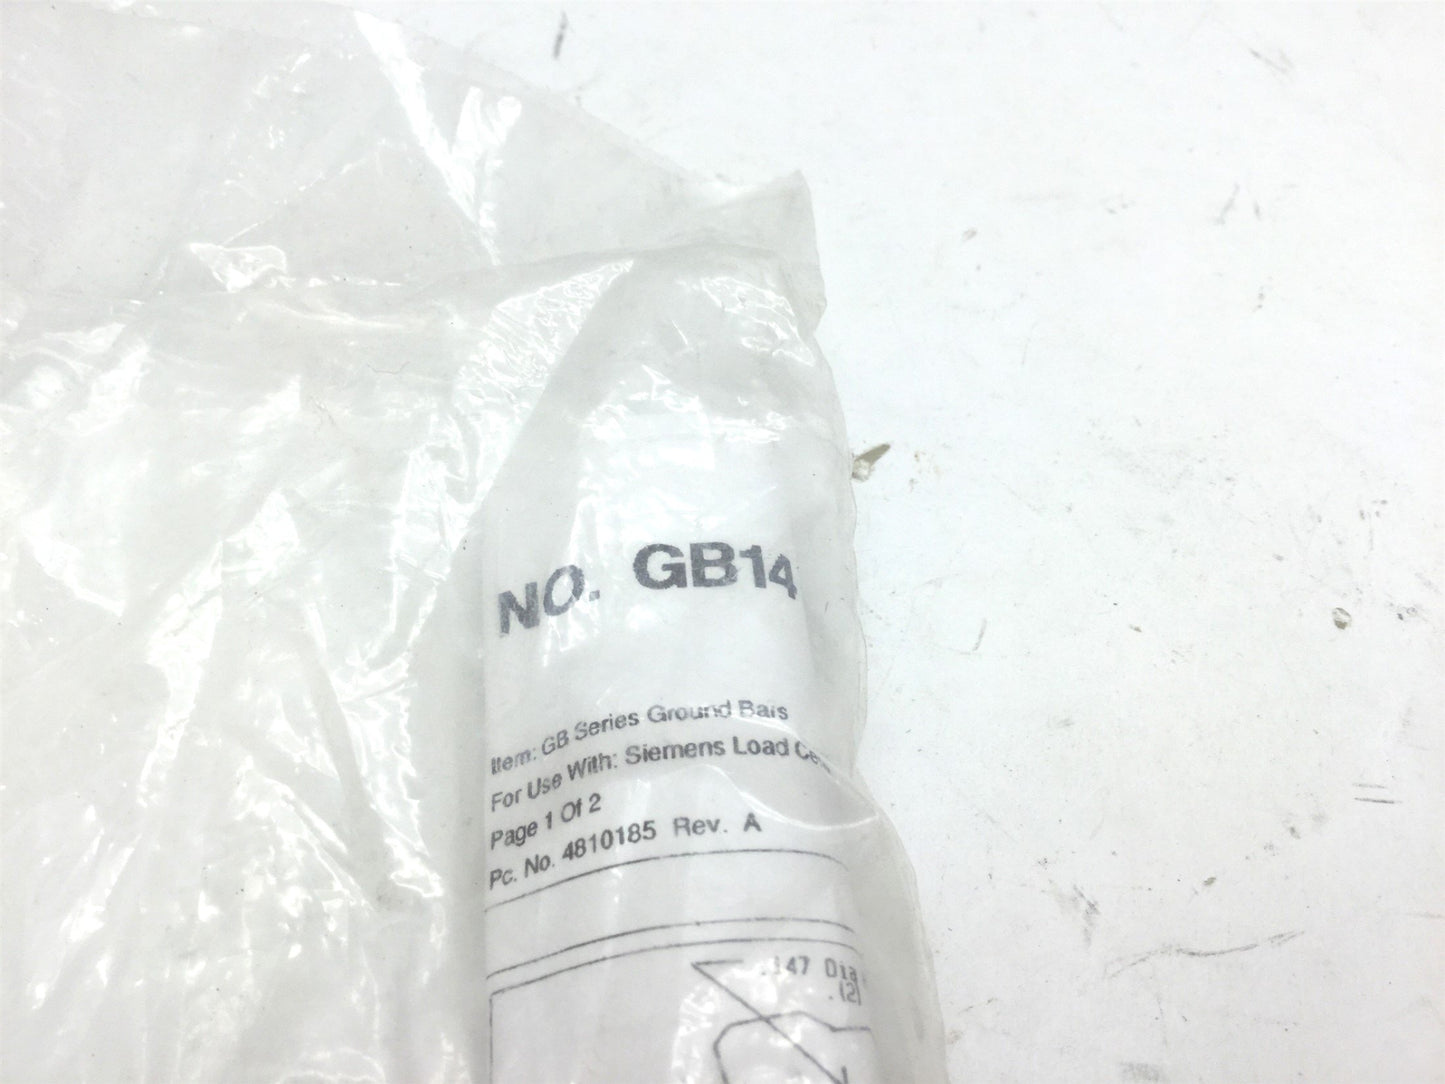 NO. GB14
Item: GB Series Ground Bars
For Use With: Siemens Load
Page 1 Of 2
Pc. No. 4810185 Rev. A
.147 Dia
.(2)